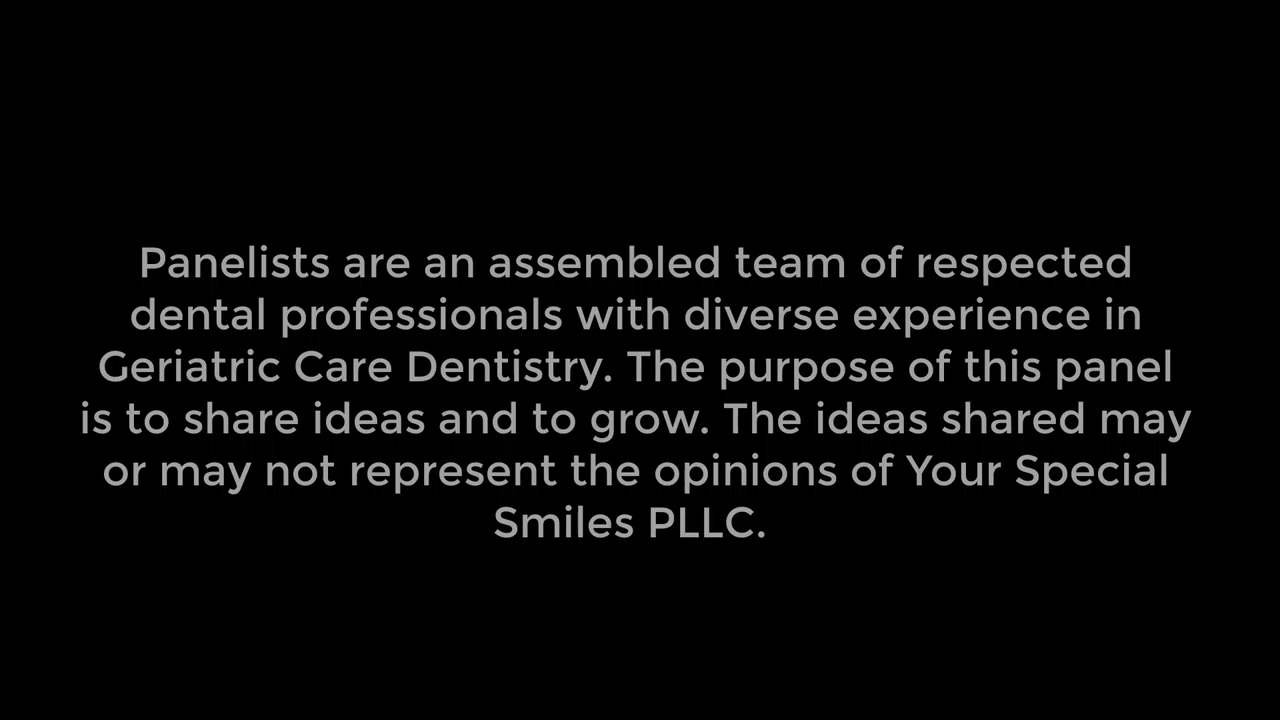 Panelists are an assembled team of respected
dental professionals with diverse experience in
Geriatric Care Dentistry. The purpose of this panel
is to share ideas and to grow. The ideas shared may
or may not represent the opinions of Your Special
Smiles PLLC.